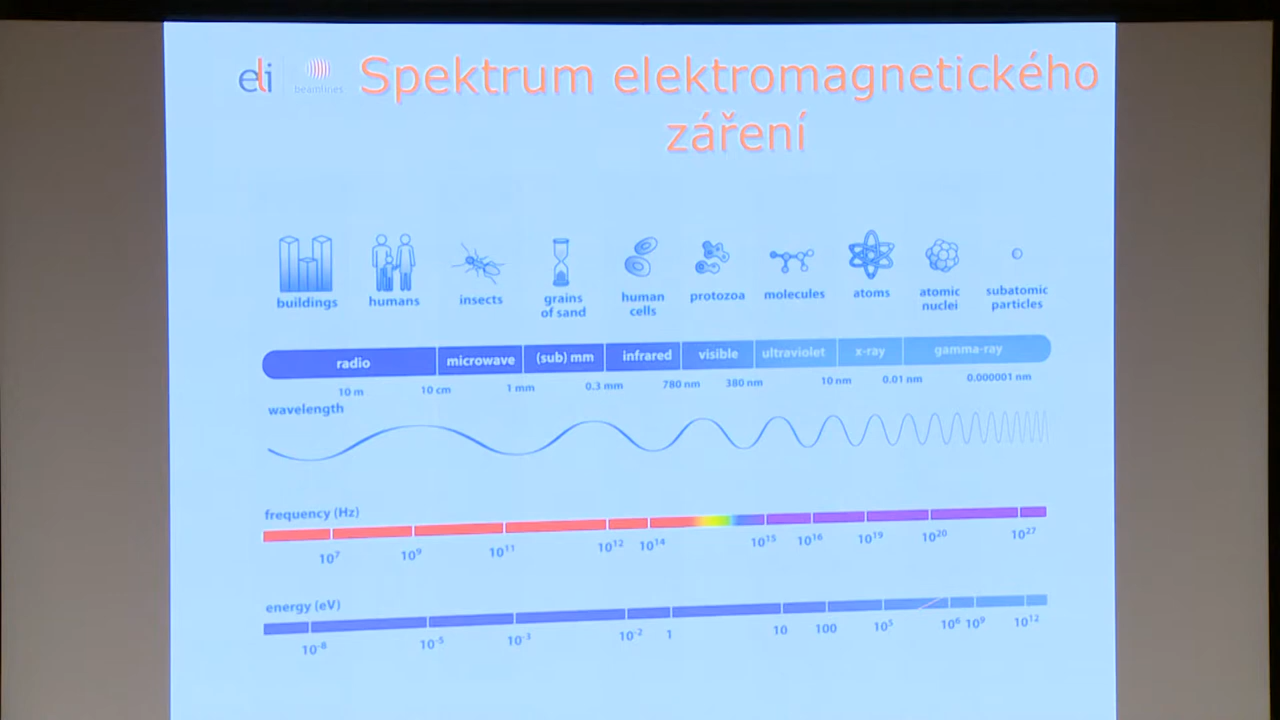 eli beamlines
Spektrum elektromagnetického
záření
buildings
humans
insects
grains
of sand
human
cells
protozoa
molecules
atoms
atomic
nuclei
subatomic
particles
radio microwave (sub) mm infrared visible ultraviolet x-ray gamma-ray
10 m 10 cm 1 mm 0.3 mm 780 nm 380 nm 10 nm 0.01 nm 0.000001 nm
wavelength
frequency (Hz)
10⁷ 10⁹ 10¹¹ 10¹² 10¹⁴ 10¹⁵ 10¹⁶ 10¹⁹ 10²⁰ 10²⁷
energy (eV)
10⁻⁸ 10⁻⁵ 10⁻³ 10⁻² 1 10 100 10⁵ 10⁶ 10⁹ 10¹²